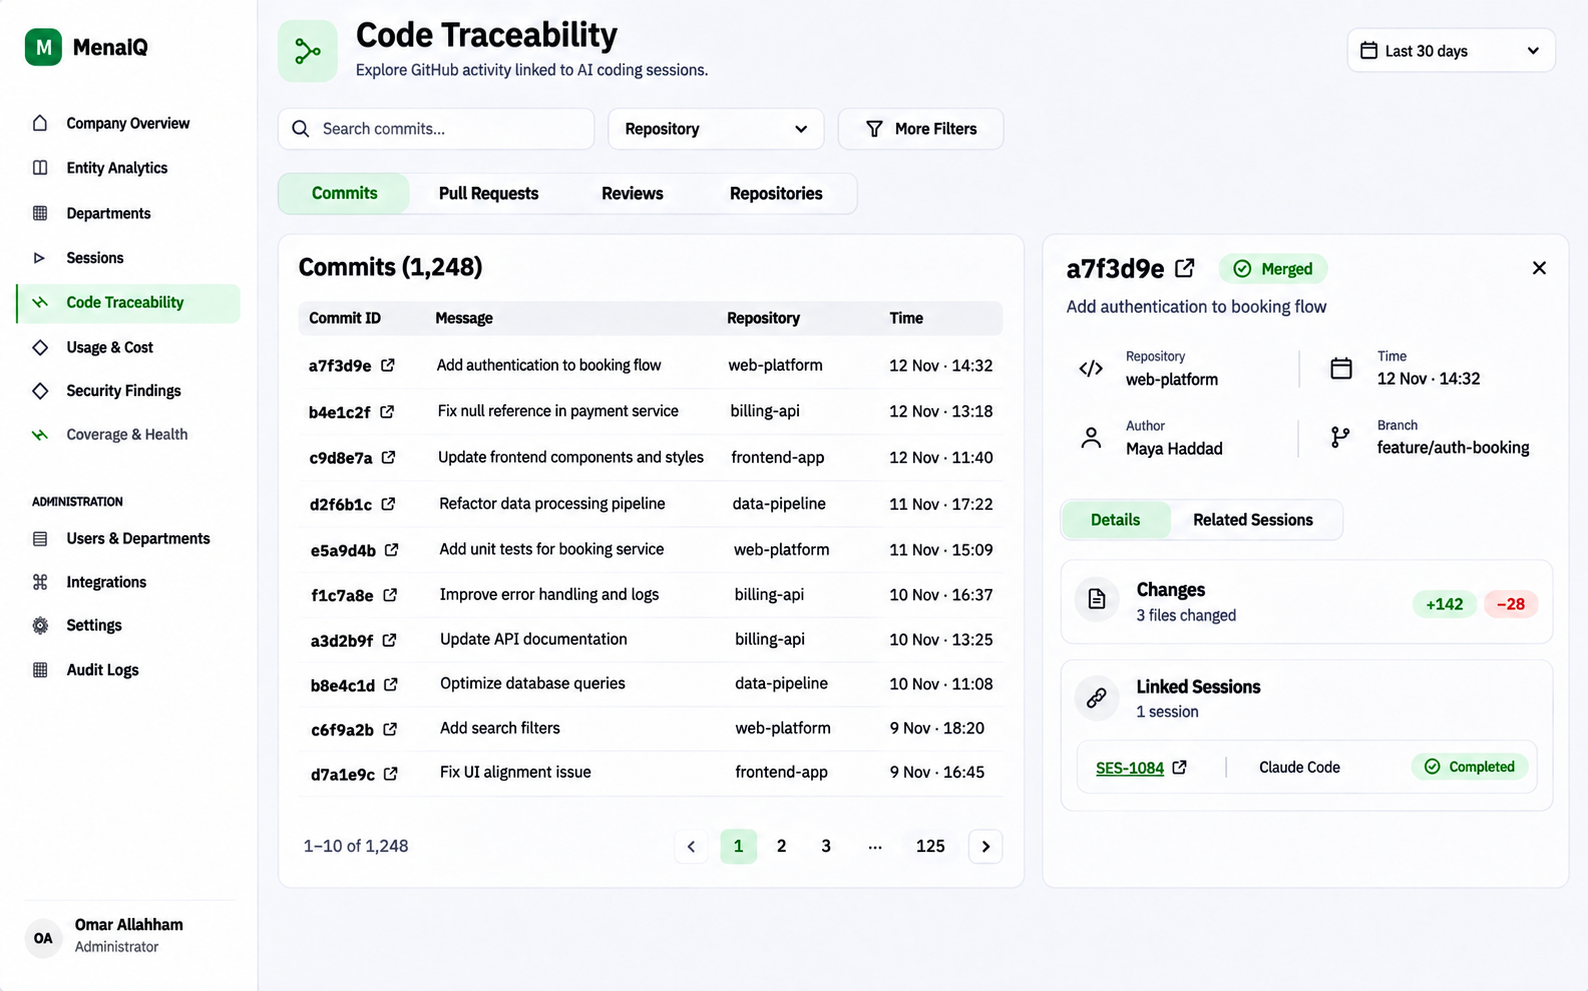 M MenaIQ
Company Overview
Entity Analytics
Departments
Sessions
Code Traceability
Usage & Cost
Security Findings
Coverage & Health
ADMINISTRATION
Users & Departments
Integrations
Settings
Audit Logs
OA
Omar Allahham
Administrator
Code Traceability
Explore GitHub activity linked to AI coding sessions.
Last 30 days
Search commits...
Repository
More Filters
Commits Pull Requests Reviews Repositories
Commits (1,248)
Commit ID Message Repository Time
a7f3d9e Add authentication to booking flow web-platform 12 Nov · 14:32
b4e1c2f Fix null reference in payment service billing-api 12 Nov · 13:18
c9d8e7a Update frontend components and styles frontend-app 12 Nov · 11:40
d2f6b1c Refactor data processing pipeline data-pipeline 11 Nov · 17:22
e5a9d4b Add unit tests for booking service web-platform 11 Nov · 15:09
f1c7a8e Improve error handling and logs billing-api 10 Nov · 16:37
a3d2b9f Update API documentation billing-api 10 Nov · 13:25
b8e4c1d Optimize database queries data-pipeline 10 Nov · 11:08
c6f9a2b Add search filters web-platform 9 Nov · 18:20
d7a1e9c Fix UI alignment issue frontend-app 9 Nov · 16:45
1–10 of 1,248
1 2 3 ... 125
a7f3d9e Merged
Add authentication to booking flow
Repository
web-platform
Time
12 Nov · 14:32
Author
Maya Haddad
Branch
feature/auth-booking
Details Related Sessions
Changes
3 files changed
+142 −28
Linked Sessions
1 session
SES-1084 Claude Code Completed